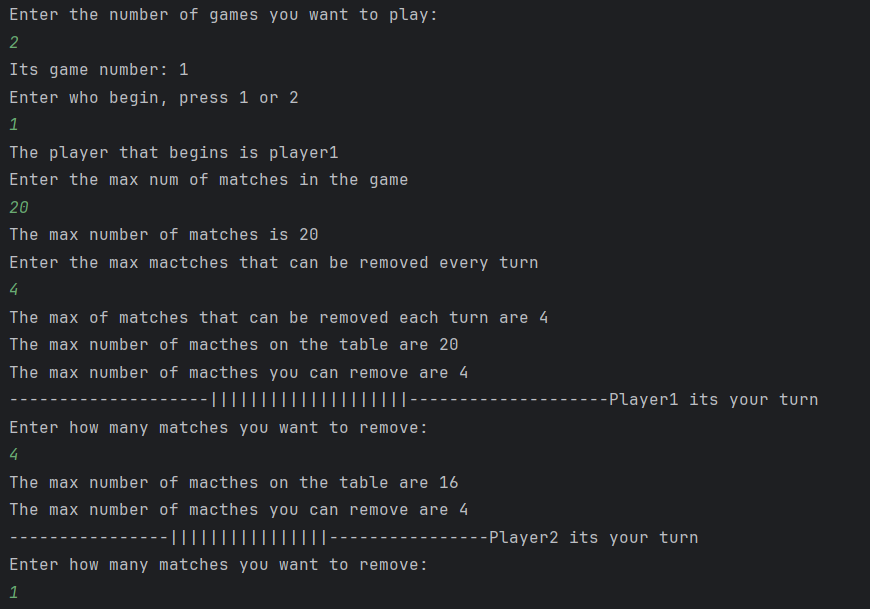 Enter the number of games you want to play:
2
Its game number: 1
Enter who begin, press 1 or 2
1
The player that begins is player1
Enter the max num of matches in the game
20
The max number of matches is 20
Enter the max mactches that can be removed every turn
4
The max of matches that can be removed each turn are 4
The max number of macthes on the table are 20
The max number of macthes you can remove are 4
--------------------||||||||||||||||||||--------------------Player1 its your turn
Enter how many matches you want to remove:
4
The max number of macthes on the table are 16
The max number of macthes you can remove are 4
----------------||||||||||||||||----------------Player2 its your turn
Enter how many matches you want to remove:
1